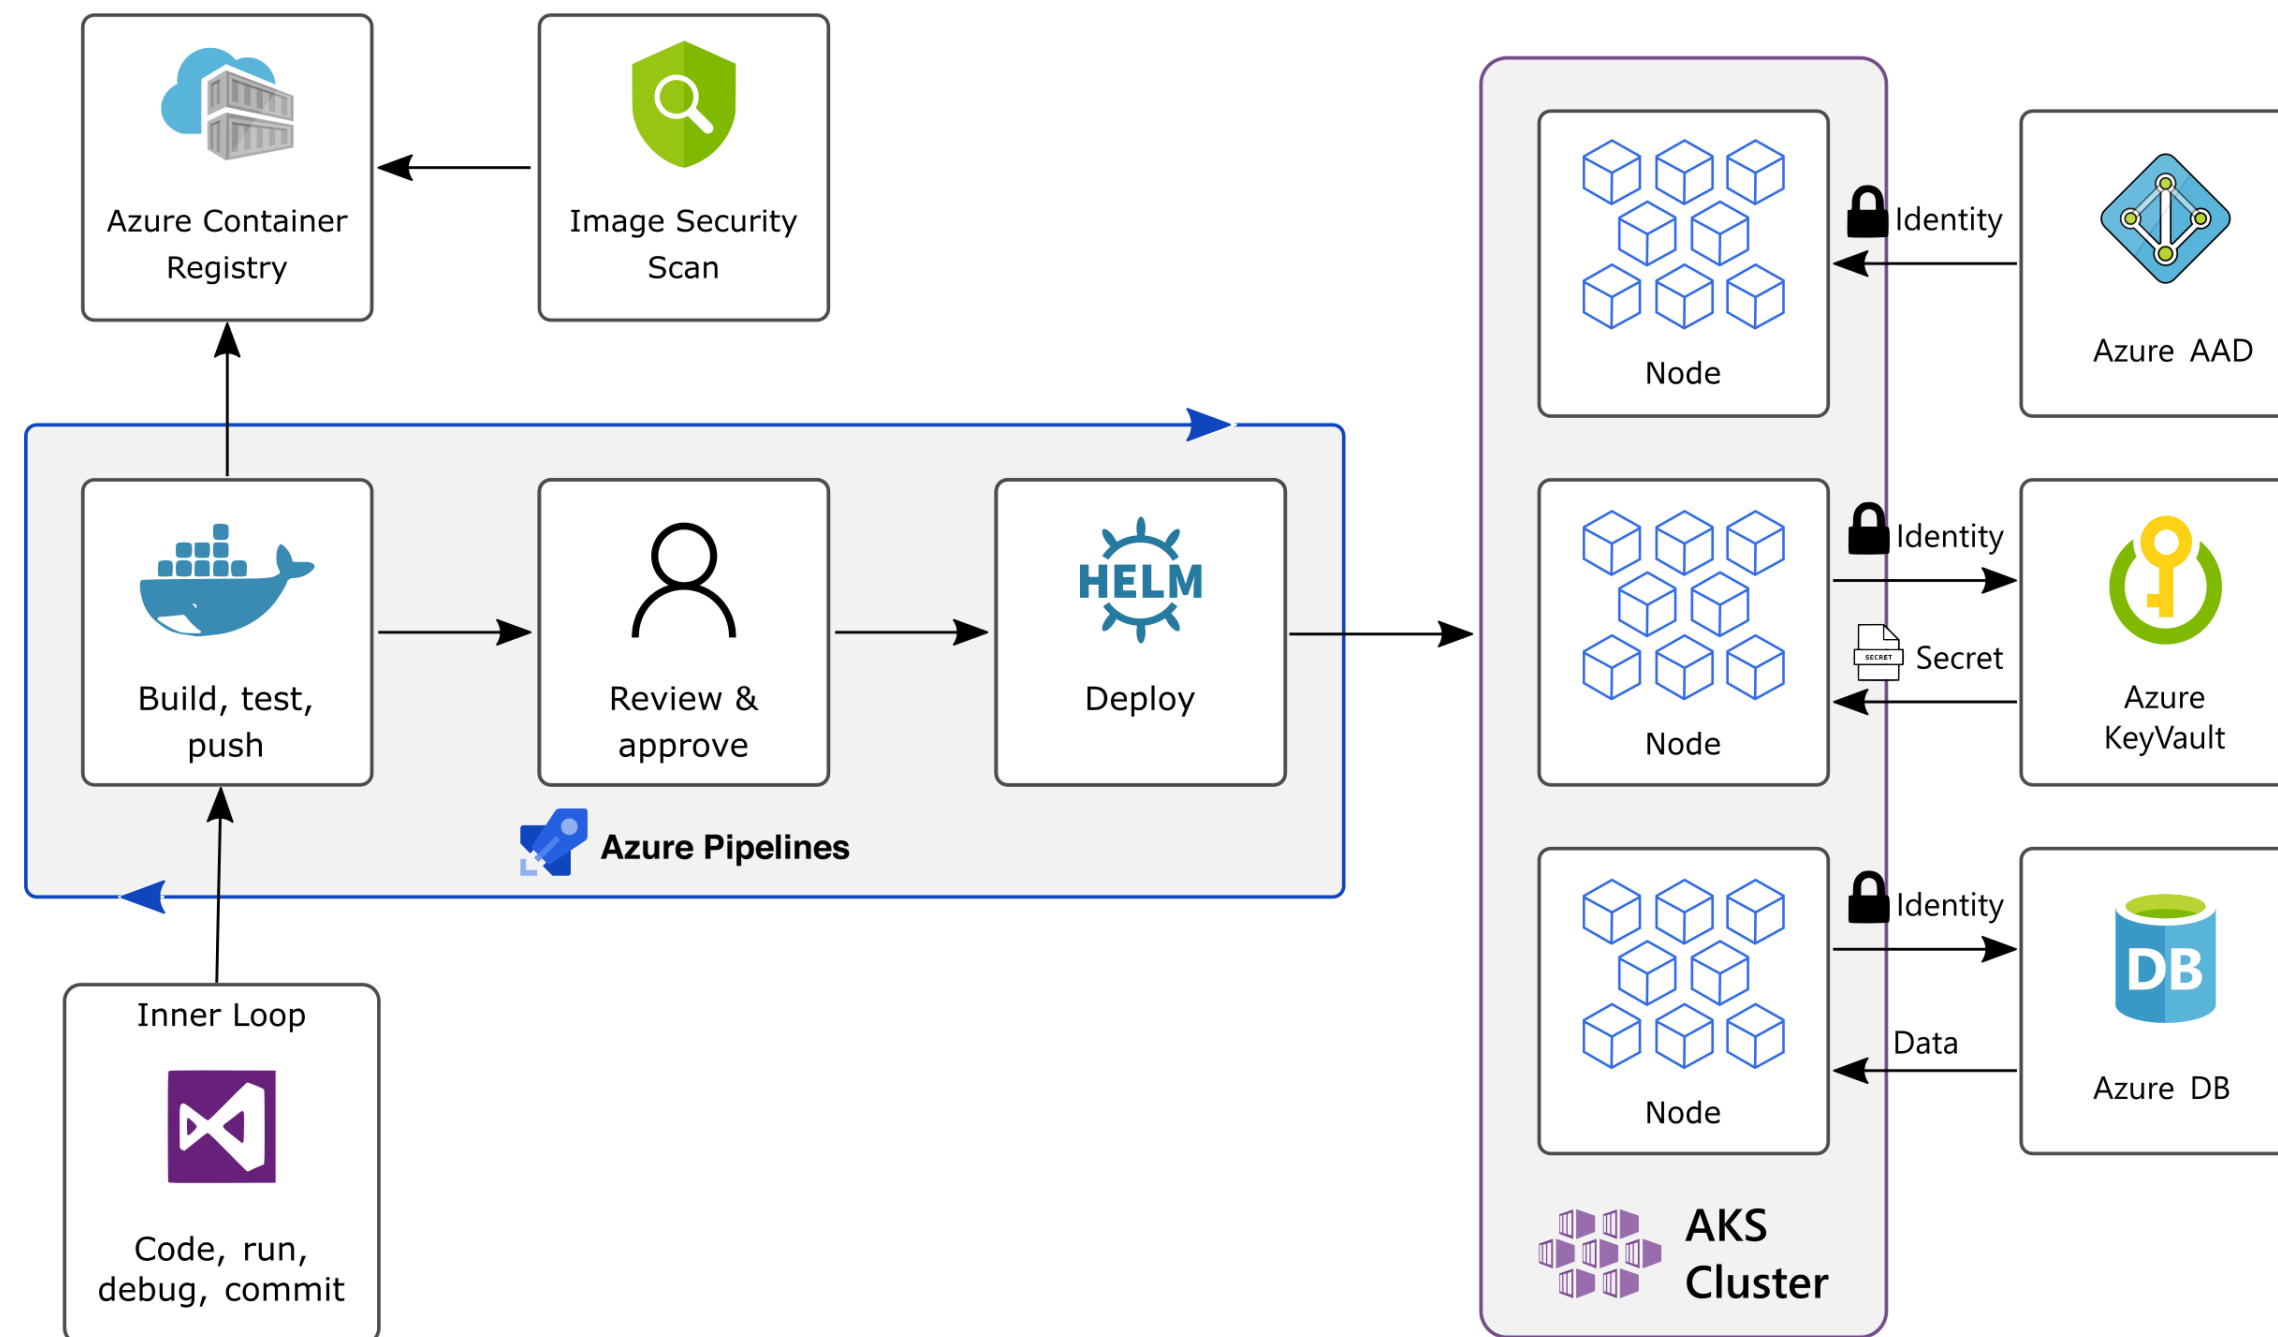 Azure Container
Registry
Image Security
Scan
Build, test,
push
Review &
approve
HELM
Deploy
Azure Pipelines
Inner Loop
Code, run,
debug, commit
Node
Identity
Azure AAD
Node
Identity
SECRET
Secret
Azure
KeyVault
Node
Identity
DB
Data
Azure DB
AKS
Cluster